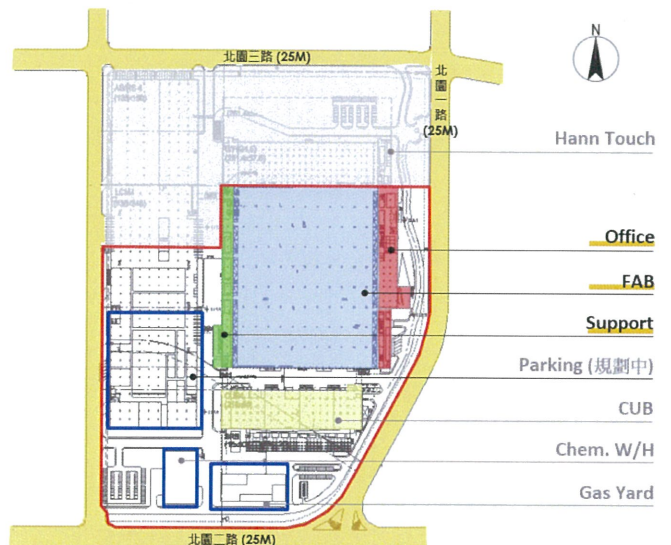 北園三路 (25M)
N
北園一路
(25M)
Hann Touch
Office
FAB
Support
Parking (規劃中)
CUB
Chem. W/H
Gas Yard
北園二路 (25M)